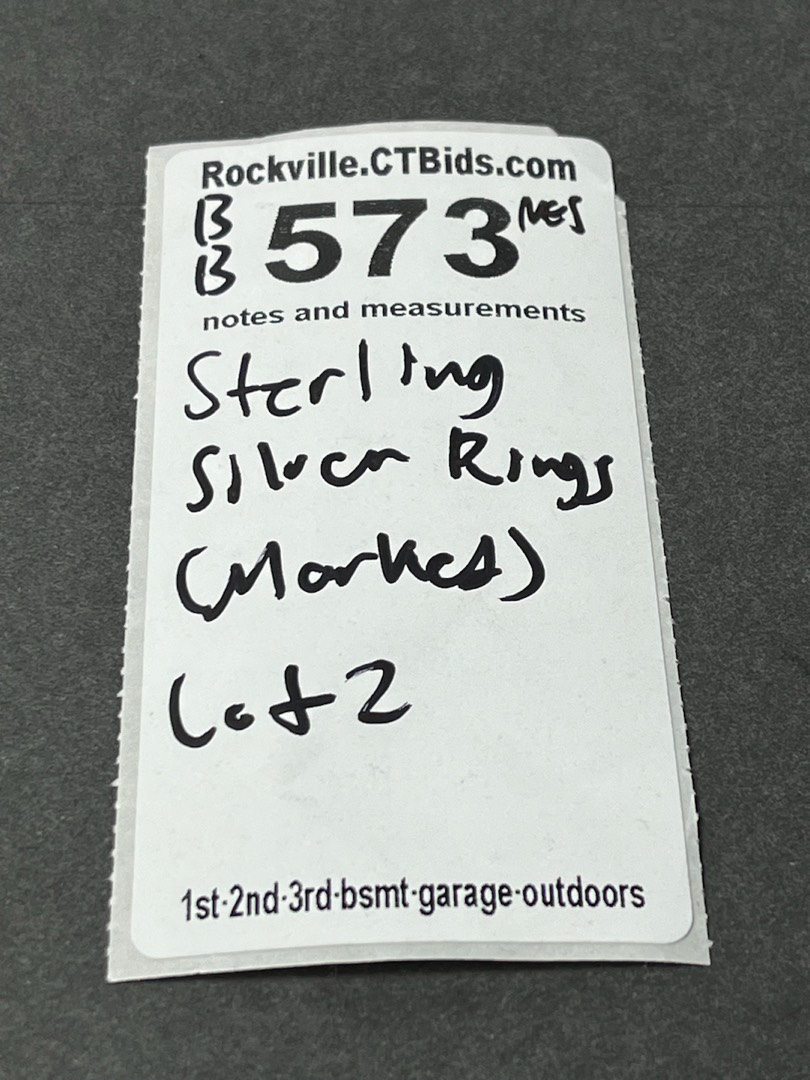 Rockville.CTBids.com
B
B 573 NES
notes and measurements
Sterling
Silver Rings
(Marked)
Lot 2
1st·2nd·3rd·bsmt·garage·outdoors